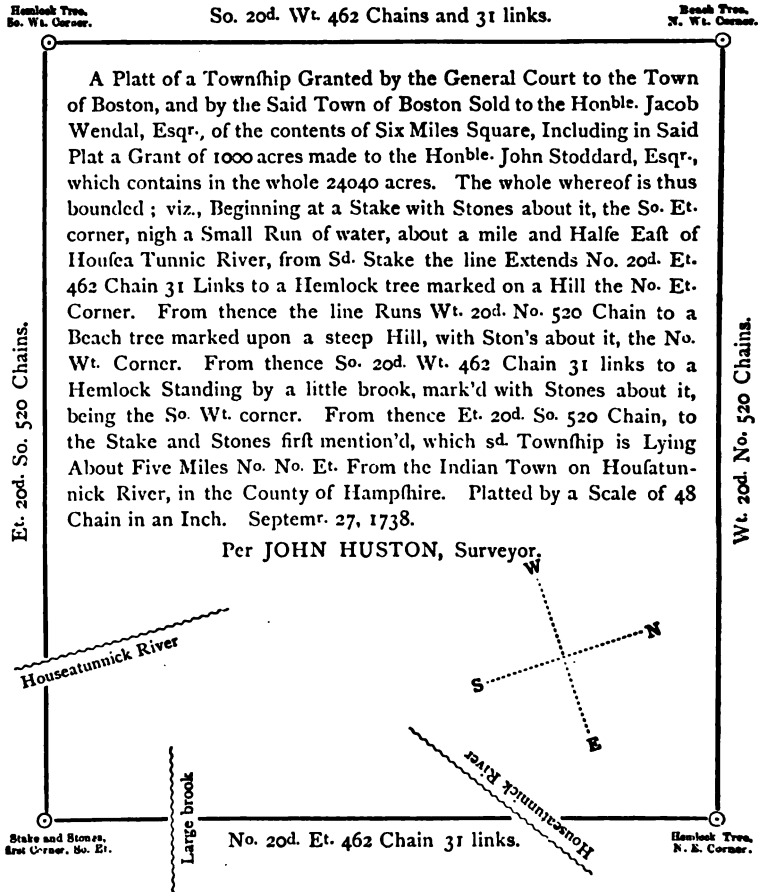 Hemlock Tree,
So. Wt. Corner.
So. 20d. Wt. 462 Chains and 31 links.
Beach Tree,
N. Wt. Corner.
A Platt of a Townſhip Granted by the General Court to the Town
of Boston, and by the Said Town of Boston Sold to the Honble. Jacob
Wendal, Esqr., of the contents of Six Miles Square, Including in Said
Plat a Grant of 1000 acres made to the Honble. John Stoddard, Esqr.,
which contains in the whole 24040 acres. The whole whereof is thus
bounded ; viz., Beginning at a Stake with Stones about it, the So. Et.
corner, nigh a Small Run of water, about a mile and Halfe Eaſt of
Houſea Tunnic River, from Sd. Stake the line Extends No. 20d. Et.
462 Chain 31 Links to a Hemlock tree marked on a Hill the No. Et.
Corner. From thence the line Runs Wt. 20d. No. 520 Chain to a
Beach tree marked upon a steep Hill, with Ston's about it, the No.
Wt. Corner. From thence So. 20d. Wt. 462 Chain 31 links to a
Hemlock Standing by a little brook, mark'd with Stones about it,
being the So. Wt. corner. From thence Et. 20d. So. 520 Chain, to
the Stake and Stones firſt mention'd, which sd. Townſhip is Lying
About Five Miles No. No. Et. From the Indian Town on Houſatun-
nick River, in the County of Hampſhire. Platted by a Scale of 48
Chain in an Inch. Septemr. 27, 1738.
Per JOHN HUSTON, Surveyor.
Et. 20d. So. 520 Chains.
Wt. 20d. No. 520 Chains.
W
N
S
E
Houseatunnick River
Large brook
Houseatunnick River
Stake and Stones,
first Corner, So. Et.
No. 20d. Et. 462 Chain 31 links.
Hemlock Tree,
N. E. Corner.